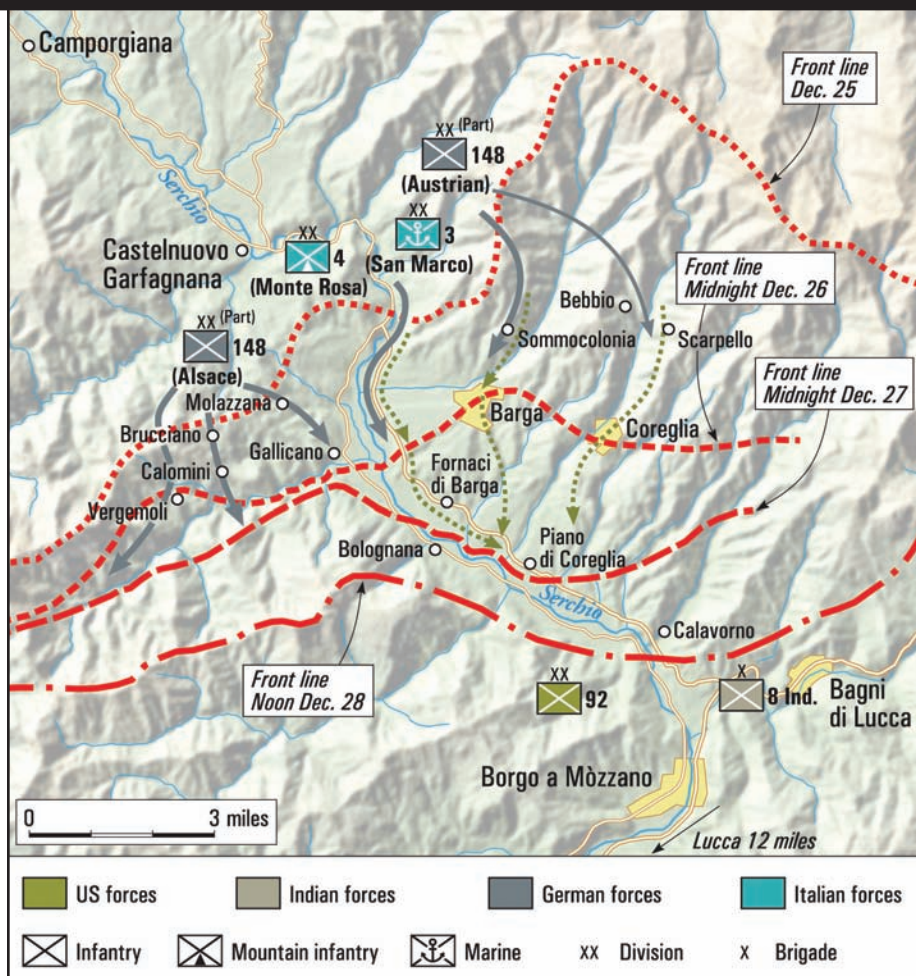 Camporgiana
Front line
Dec. 25
XX (Part)
148
(Austrian)
Serchio
XX
3
(San Marco)
XX
4
(Monte Rosa)
Castelnuovo
Garfagnana
Bebbio
Front line
Midnight Dec. 26
Sommocolonia
Scarpello
XX (Part)
148
(Alsace)
Front line
Midnight Dec. 27
Molazzana
Barga
Brucciano
Coreglia
Gallicano
Calomini
Fornaci
di Barga
Vergemoli
Bolognana
Piano
di Coreglia
Serchio
Calavorno
Front line
Noon Dec. 28
XX
92
X
8 Ind.
Bagni
di Lucca
Borgo a Mòzzano
0 3 miles
Lucca 12 miles
US forces Indian forces German forces Italian forces
Infantry Mountain infantry Marine XX Division X Brigade